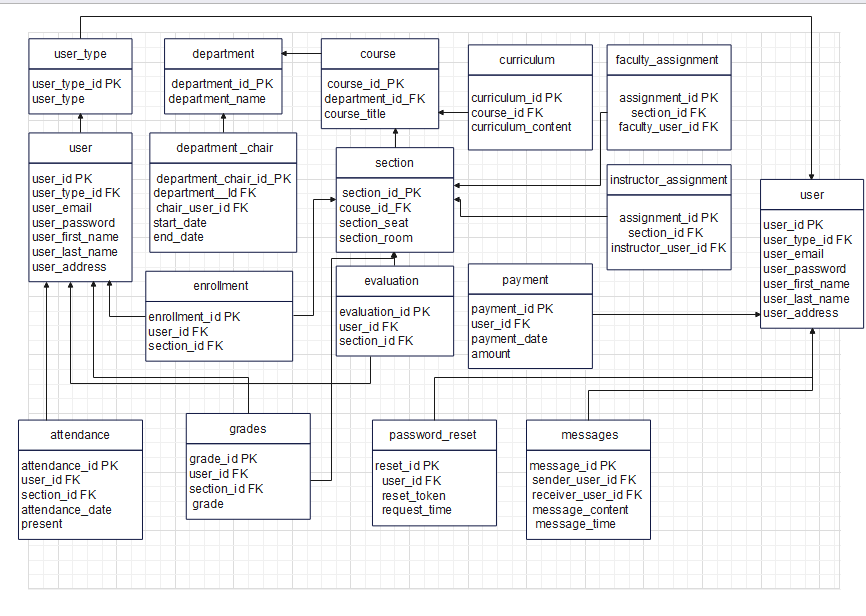 user_type
user_type_id PK
user_type
department
department_id_PK
department_name
course
course_id_PK
department_id_FK
course_title
curriculum
curriculum_id PK
course_id FK
curriculum_content
faculty_assignment
assignment_id PK
section_id FK
faculty_user_id FK
user
user_id PK
user_type_id FK
user_email
user_password
user_first_name
user_last_name
user_address
department _chair
department_chair_id_PK
department__Id FK
chair_user_id FK
start_date
end_date
section
section_id_PK
couse_id_FK
section_seat
section_room
instructor_assignment
assignment_id PK
section_id FK
instructor_user_id FK
user
user_id PK
user_type_id FK
user_email
user_password
user_first_name
user_last_name
user_address
enrollment
enrollment_id PK
user_id FK
section_id FK
evaluation
evaluation_id PK
user_id FK
section_id FK
payment
payment_id PK
user_id FK
payment_date
amount
attendance
attendance_id PK
user_id FK
section_id FK
attendance_date
present
grades
grade_id PK
user_id FK
section_id FK
grade
password_reset
reset_id PK
user_id FK
reset_token
request_time
messages
message_id PK
sender_user_id FK
receiver_user_id FK
message_content
message_time